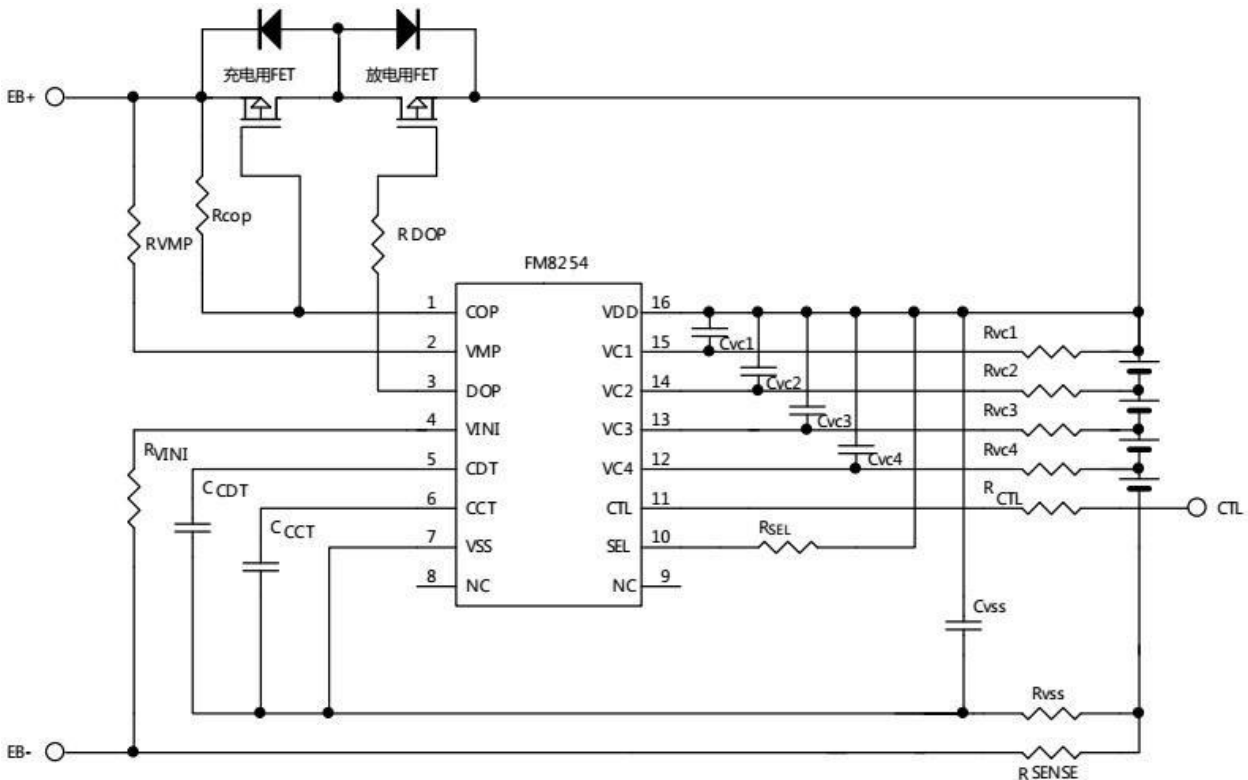 充电用FET
放电用FET
EB+
Rcop
RVMP
R DOP
FM8254
1 COP VDD 16
2 VMP VC1 15
3 DOP VC2 14
4 VINI VC3 13
5 CDT VC4 12
6 CCT CTL 11
7 VSS SEL 10
8 NC NC 9
Cvc1
Cvc2
Cvc3
Cvc4
Rvc1
Rvc2
Rvc3
Rvc4
R CTL
CTL
RVINI
C CDT
C CCT
RSEL
Cvss
Rvss
EB-
R SENSE